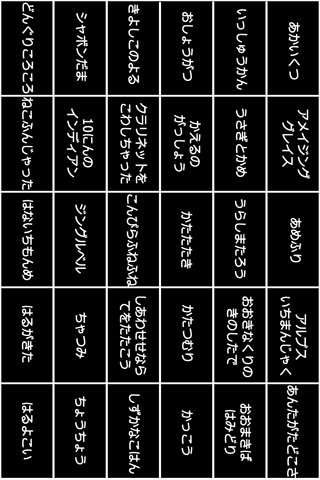 あかいくつ
アメイジング
グレイス
あめふり
アルプス
いちまんじゃく
あんたがたどこさ
いっしゅうかん
うさぎとかめ
うらしまたろう
おおきなくりの
きのしたで
おおまきば
はみどり
おしょうがつ
かえるの
がっしょう
かたたたき
かたつむり
かっこう
きよしこのよる
クラリネットを
こわしちゃった
こんぴらふねふね
しあわせなら
てをたたこう
しずかなこはん
シャボンだま
10にんの
インディアン
ジングルベル
ちゃつみ
ちょうちょう
どんぐりころころ
ねこふんじゃった
はないちもんめ
はるがきた
はるよこい